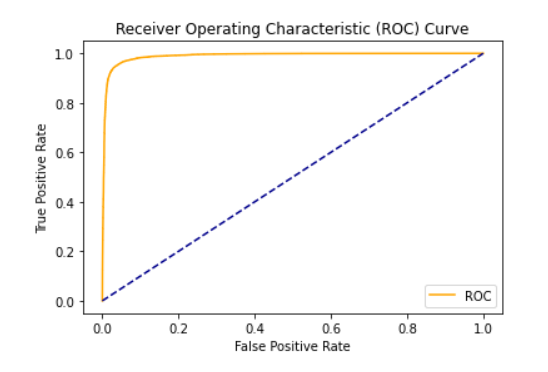 Receiver Operating Characteristic (ROC) Curve
1.0
0.8
0.6
0.4
0.2
0.0
True Positive Rate
ROC
0.0 0.2 0.4 0.6 0.8 1.0
False Positive Rate